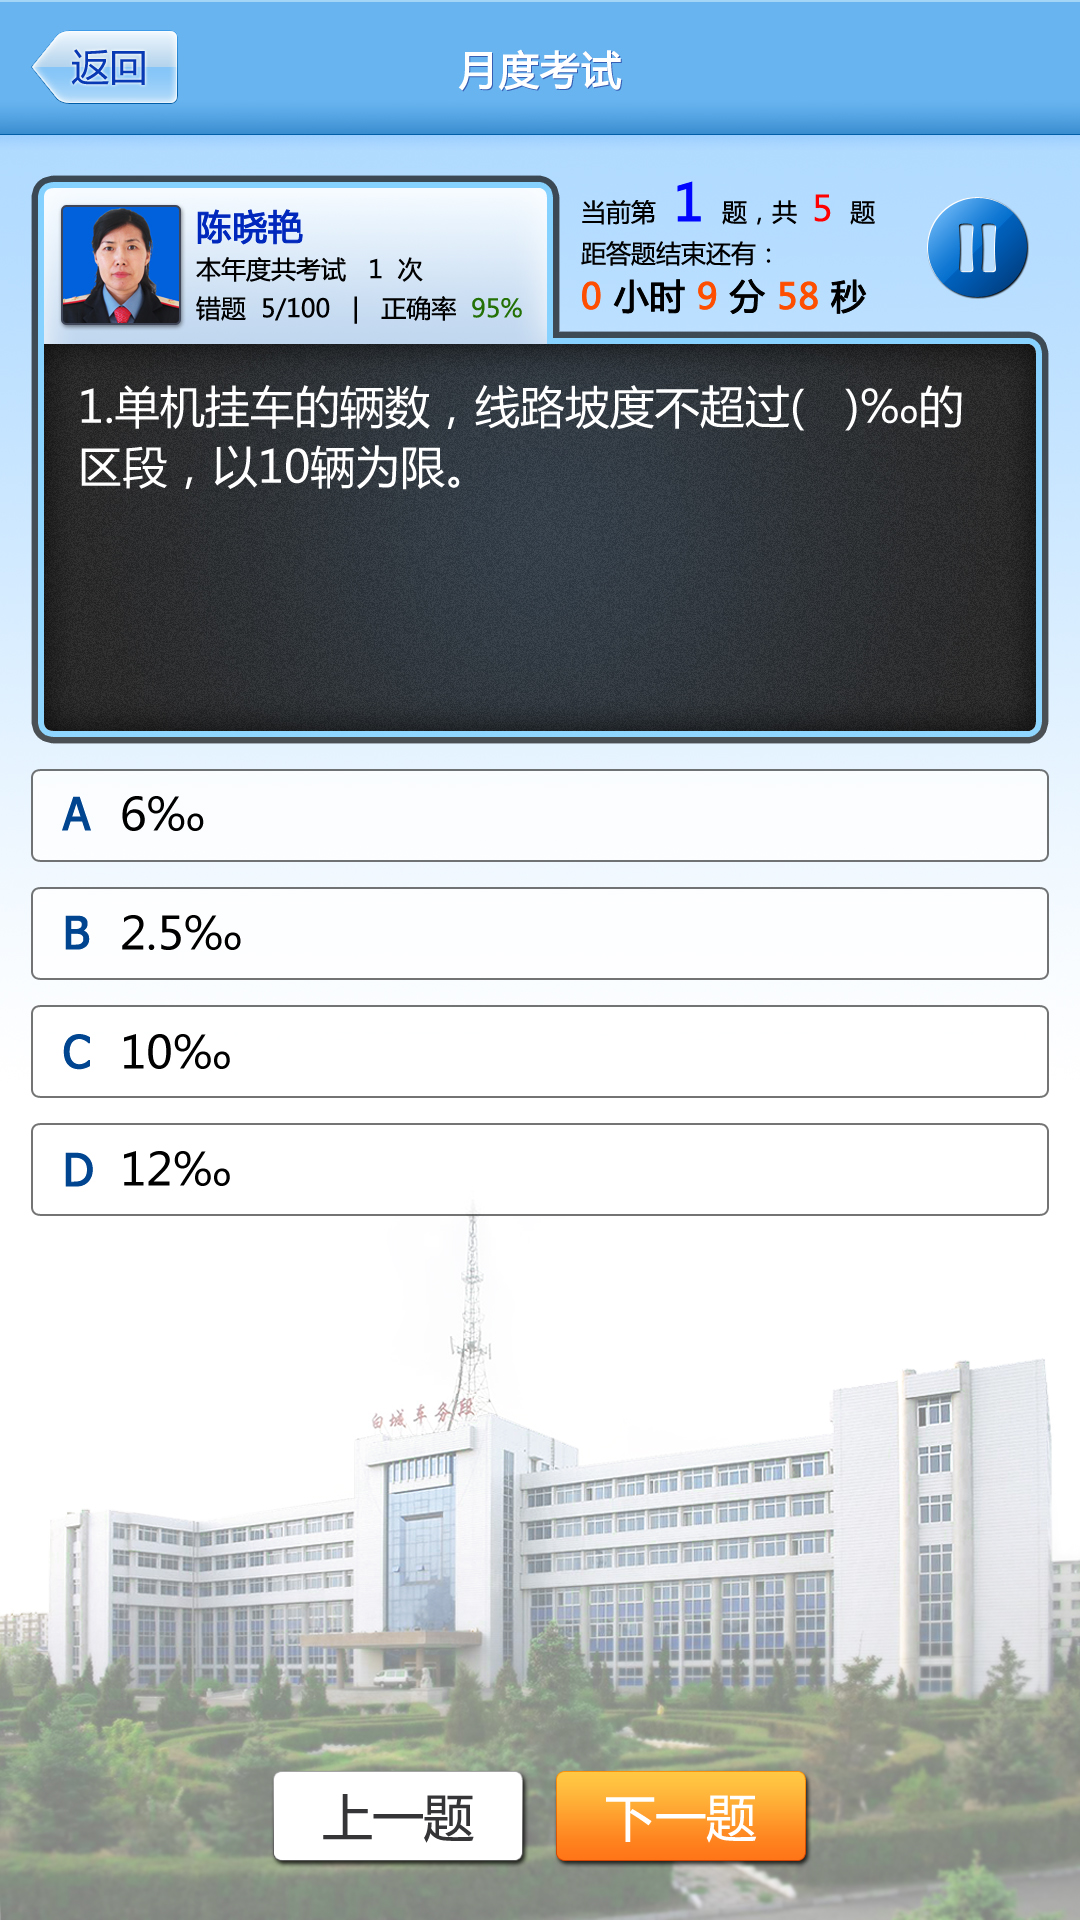 返回
月度考试
陈晓艳
本年度共考试 1 次
错题 5/100 | 正确率 95%
当前第 1 题，共 5 题
距答题结束还有：
0 小时 9 分 58 秒
1.单机挂车的辆数，线路坡度不超过( )‰的
区段，以10辆为限。
A 6‰
B 2.5‰
C 10‰
D 12‰
白城车务段
上一题
下一题